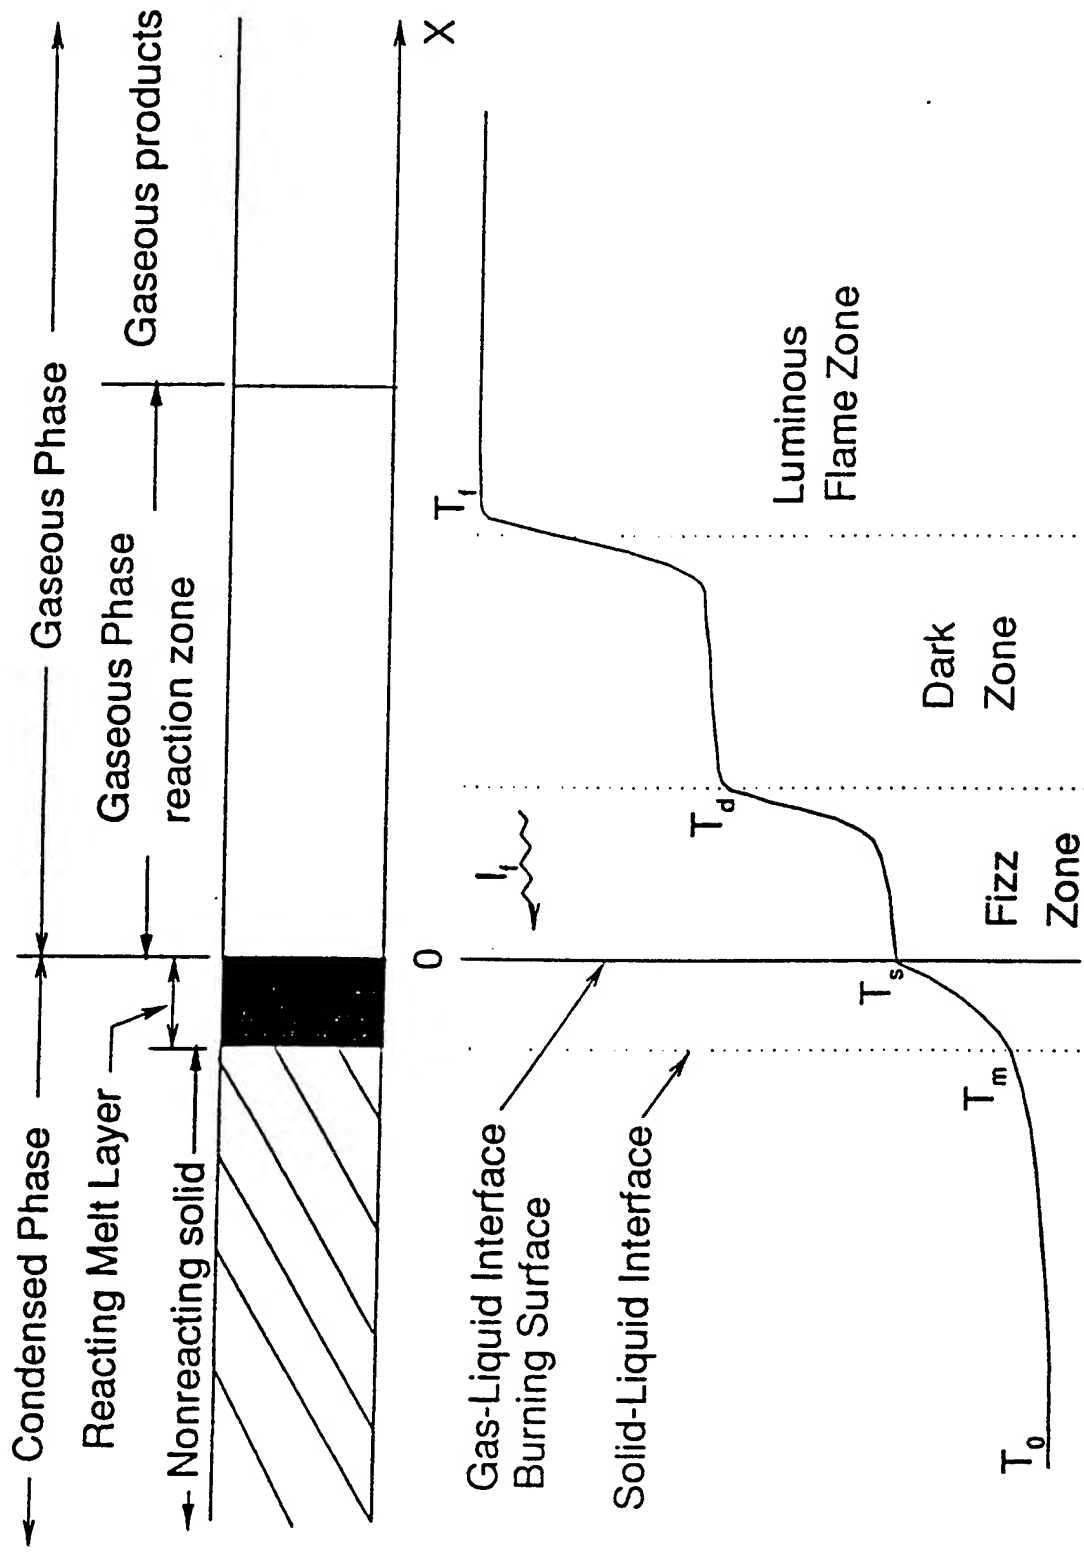 Condensed Phase
Gaseous Phase
Reacting Melt Layer
Gaseous Phase
reaction zone
Gaseous products
Nonreacting solid
0
X
Gas-Liquid Interface
Burning Surface
Solid-Liquid Interface
I_f
T_0
T_m
T_s
T_d
T_f
Fizz
Zone
Dark
Zone
Luminous
Flame Zone